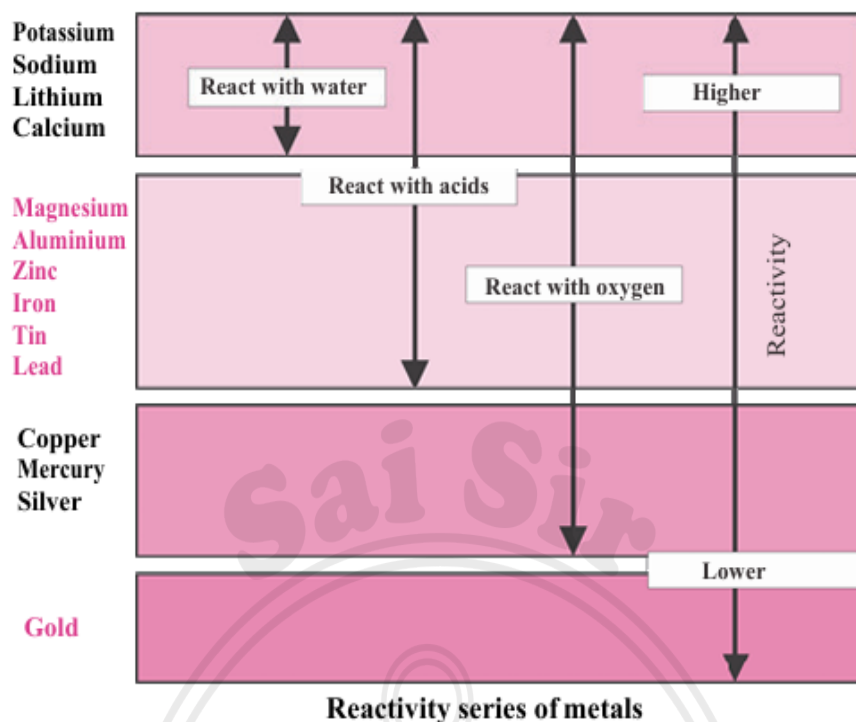 Potassium
Sodium
Lithium
Calcium
React with water
Higher
React with acids
Magnesium
Aluminium
Zinc
Iron
Tin
Lead
React with oxygen
Reactivity
Copper
Mercury
Silver
Sai Sir
Lower
Gold
Reactivity series of metals